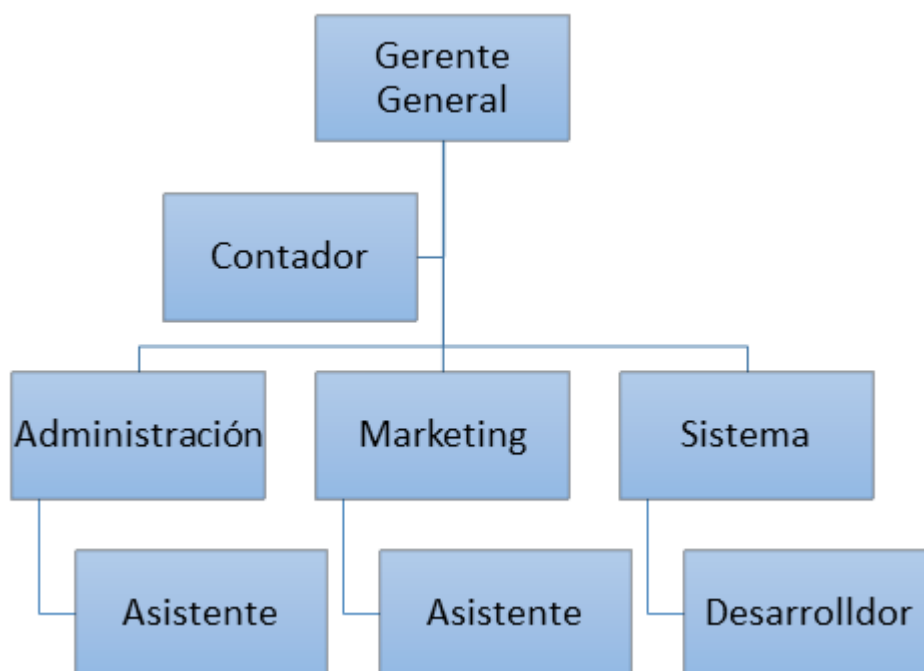 Gerente
General
Contador
Administración
Marketing
Sistema
Asistente
Asistente
Desarrolldor